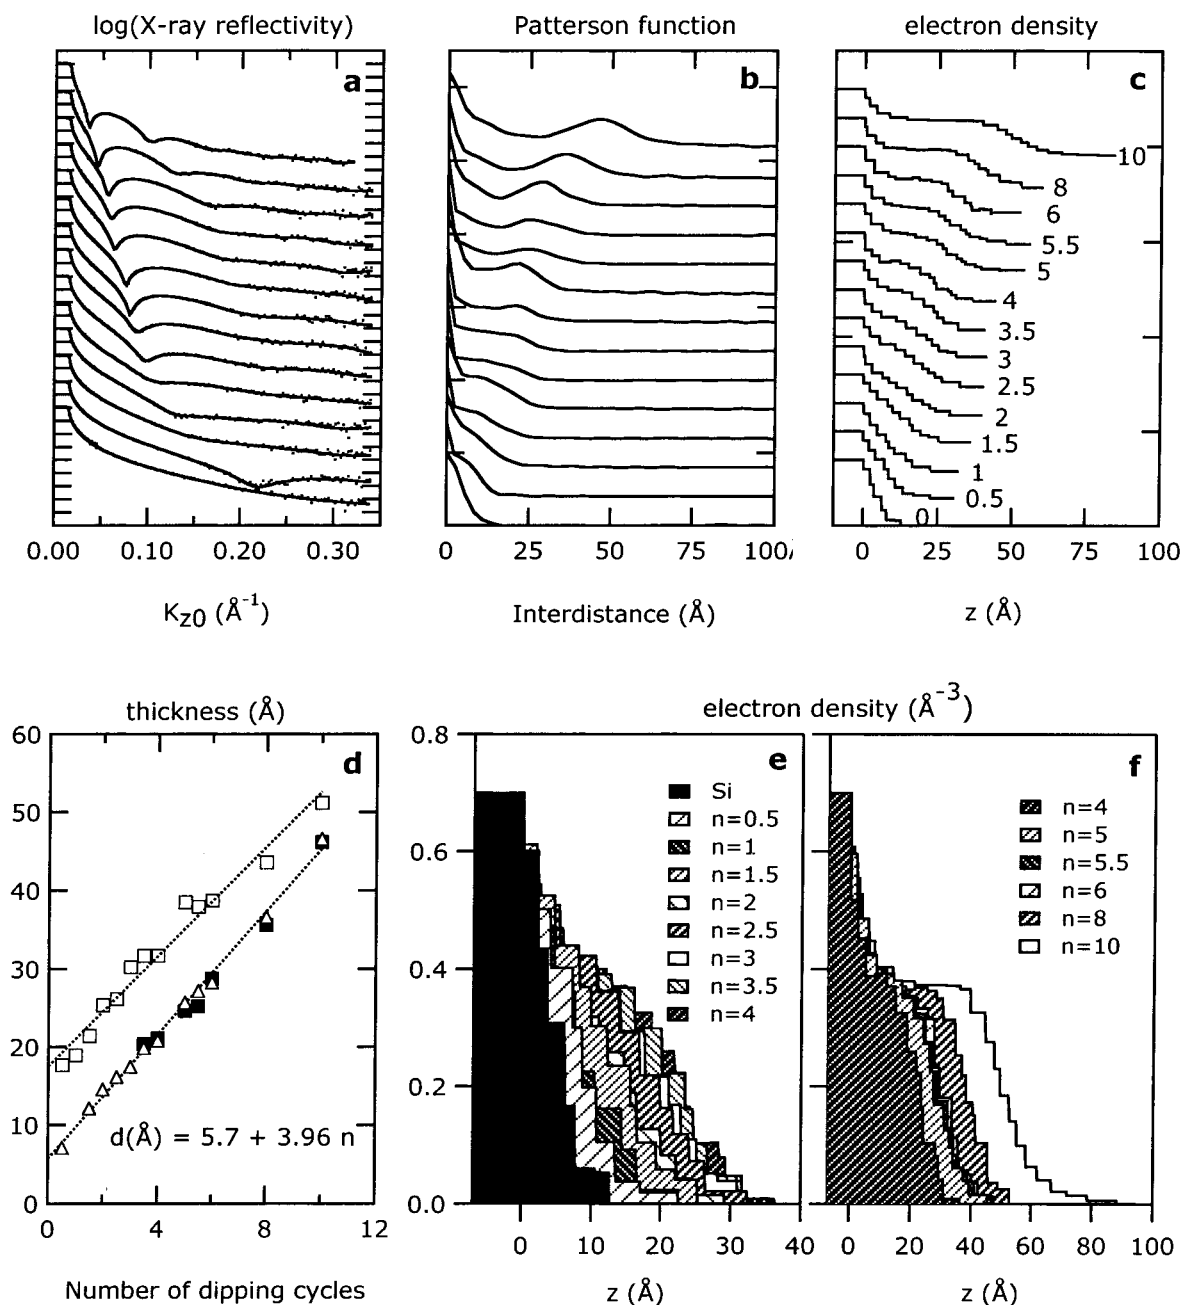 log(X-ray reflectivity)
Patterson function
electron density
a
b
c
10
8
6
5.5
5
4
3.5
3
2.5
2
1.5
1
0.5
0
0.00 0.10 0.20 0.30
0 25 50 75 100
0 25 50 75 100
Kz0 (Å-1)
Interdistance (Å)
z (Å)
thickness (Å)
electron density (Å-3)
60
50
40
30
20
10
0
d
d(Å) = 5.7 + 3.96 n
0 4 8 12
Number of dipping cycles
0.8
0.6
0.4
0.2
0.0
e
Si
n=0.5
n=1
n=1.5
n=2
n=2.5
n=3
n=3.5
n=4
0 10 20 30 40
z (Å)
f
n=4
n=5
n=5.5
n=6
n=8
n=10
0 20 40 60 80 100
z (Å)